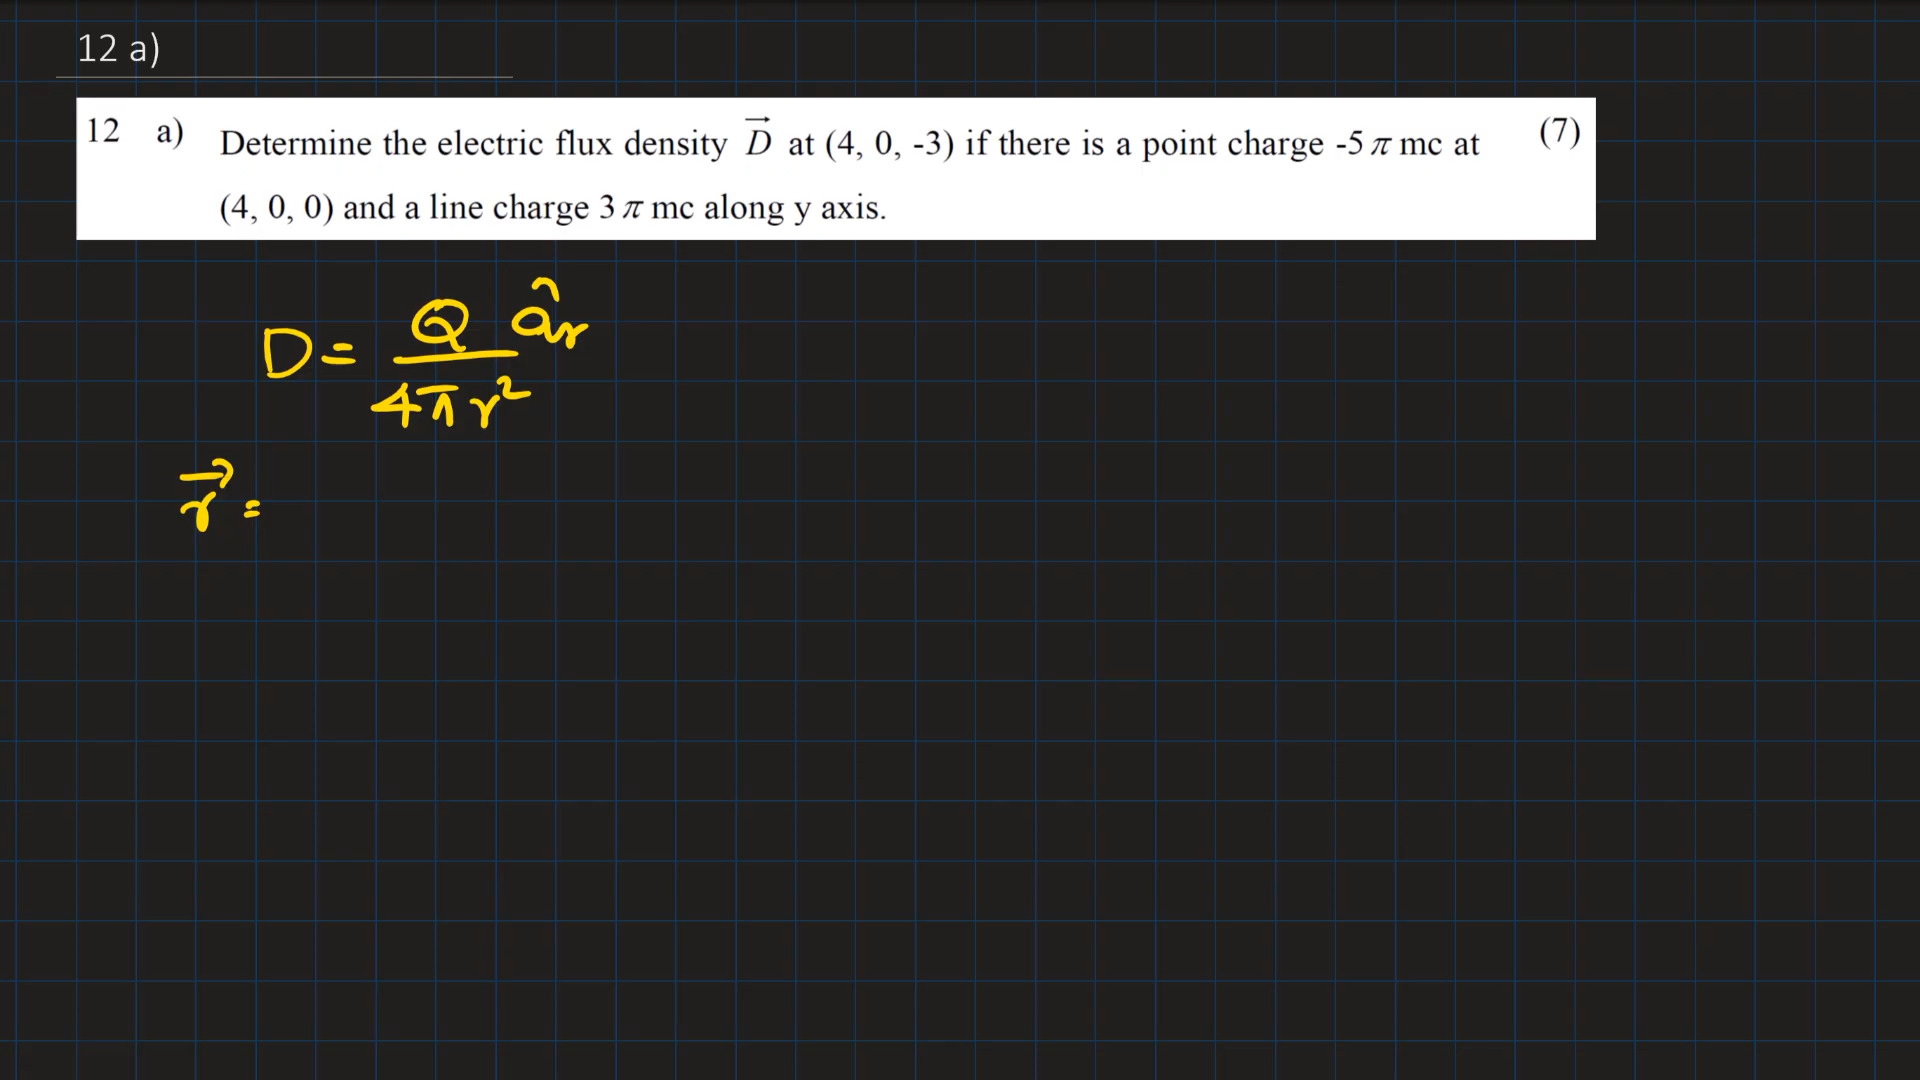 12 a)
12 a) Determine the electric flux density D⃗ at (4, 0, -3) if there is a point charge -5 π mc at (7)
(4, 0, 0) and a line charge 3 π mc along y axis.
D = Q âr / 4πr²
r⃗ =